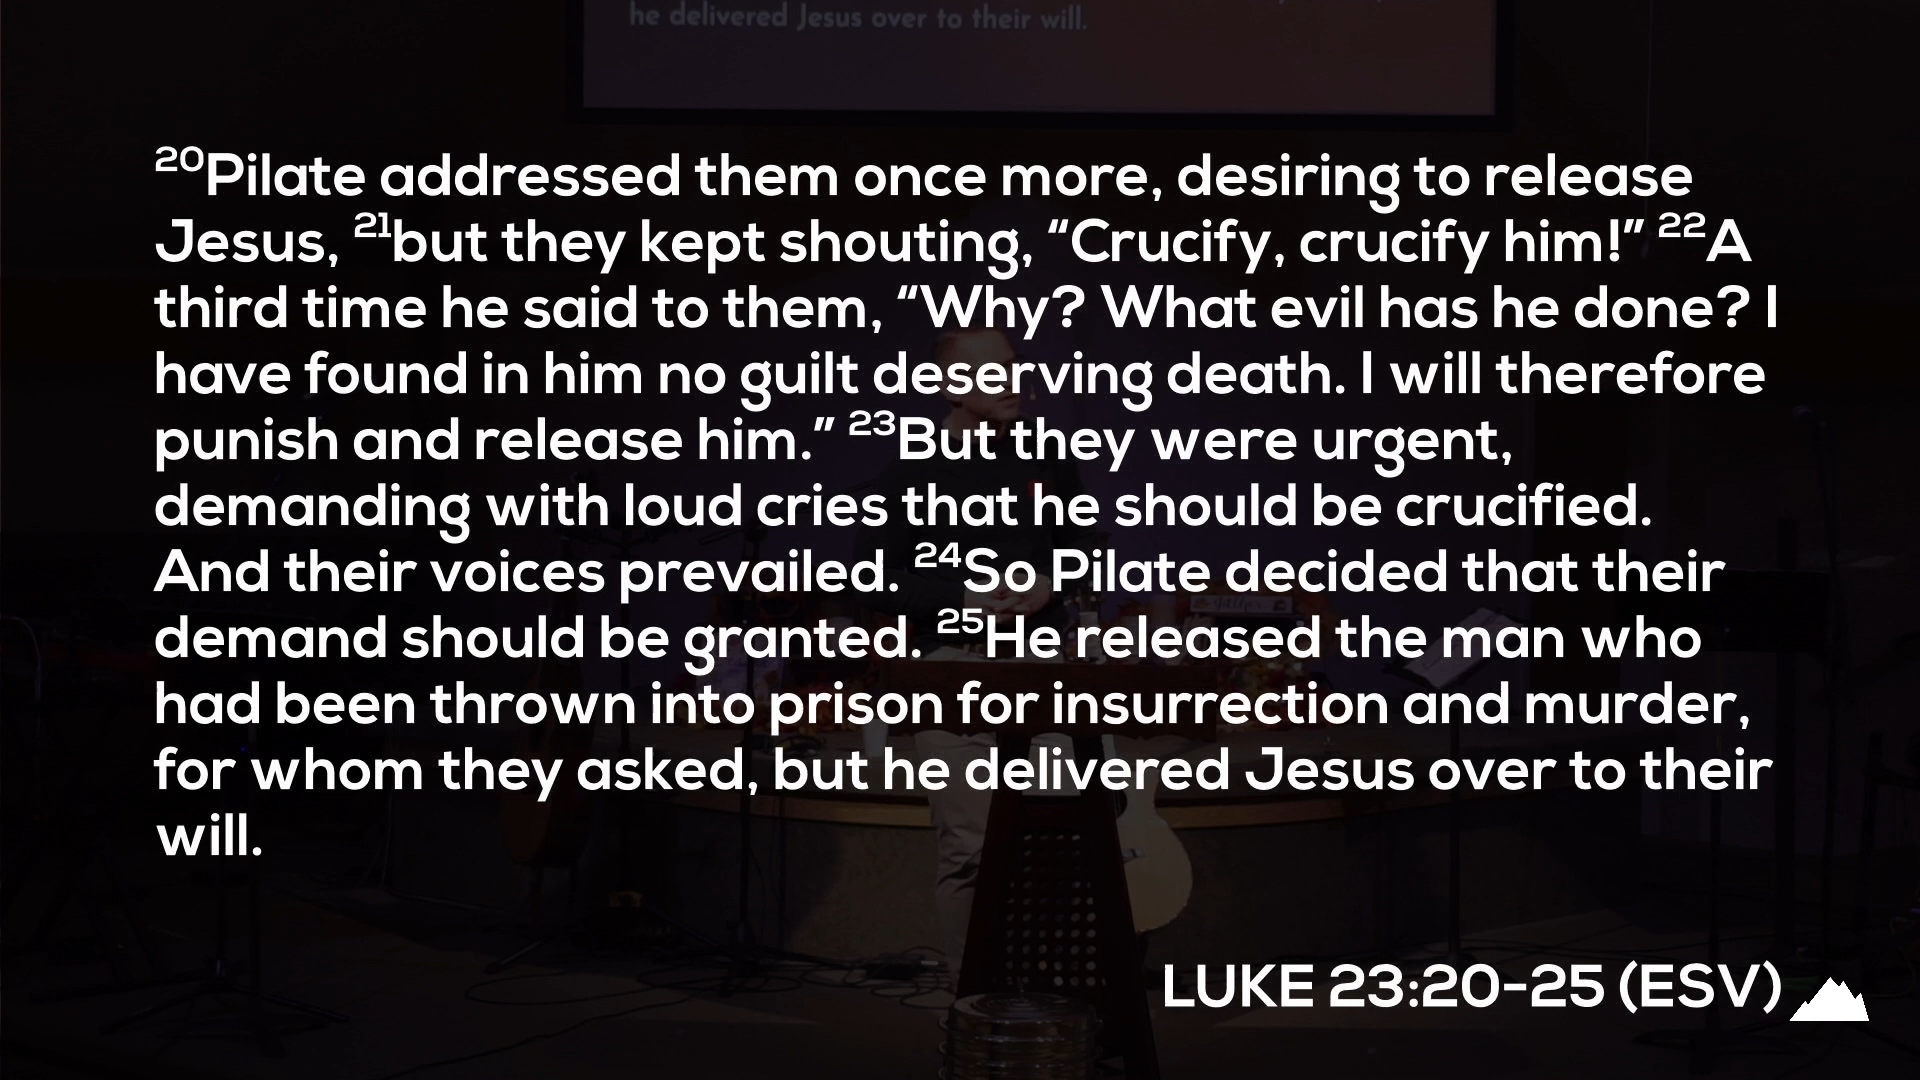 he delivered Jesus over to their will.
20Pilate addressed them once more, desiring to release
Jesus, 21but they kept shouting, “Crucify, crucify him!” 22A
third time he said to them, “Why? What evil has he done? I
have found in him no guilt deserving death. I will therefore
punish and release him.” 23But they were urgent,
demanding with loud cries that he should be crucified.
And their voices prevailed. 24So Pilate decided that their
demand should be granted. 25He released the man who
had been thrown into prison for insurrection and murder,
for whom they asked, but he delivered Jesus over to their
will.
LUKE 23:20-25 (ESV)